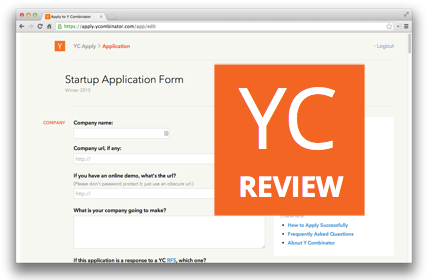 Apply to Y Combinator
https://apply.ycombinator.com/app/edit
Y
YC Apply > Application
Logout
Startup Application Form
Winter 2015
COMPANY
Company name:
Company url, if any:
http://
If you have an online demo, what's the url?
(Please don't password protect it; just use an obscure url.)
http://
What is your company going to make?
If this application is a response to a YC RFS, which one?
YC
REVIEW
How to Apply Successfully
Frequently Asked Questions
About Y Combinator